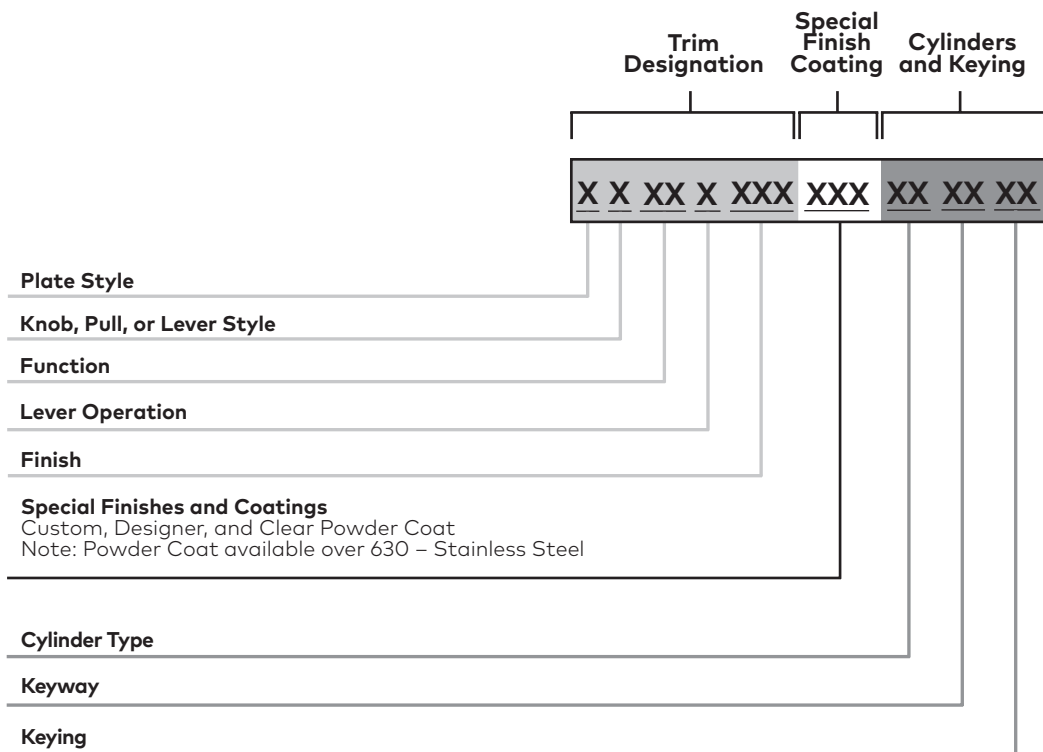 Trim
Designation
Special
Finish
Coating
Cylinders
and Keying
X X XX X XXX XXX XX XX XX
Plate Style
Knob, Pull, or Lever Style
Function
Lever Operation
Finish
Special Finishes and Coatings
Custom, Designer, and Clear Powder Coat
Note: Powder Coat available over 630 – Stainless Steel
Cylinder Type
Keyway
Keying